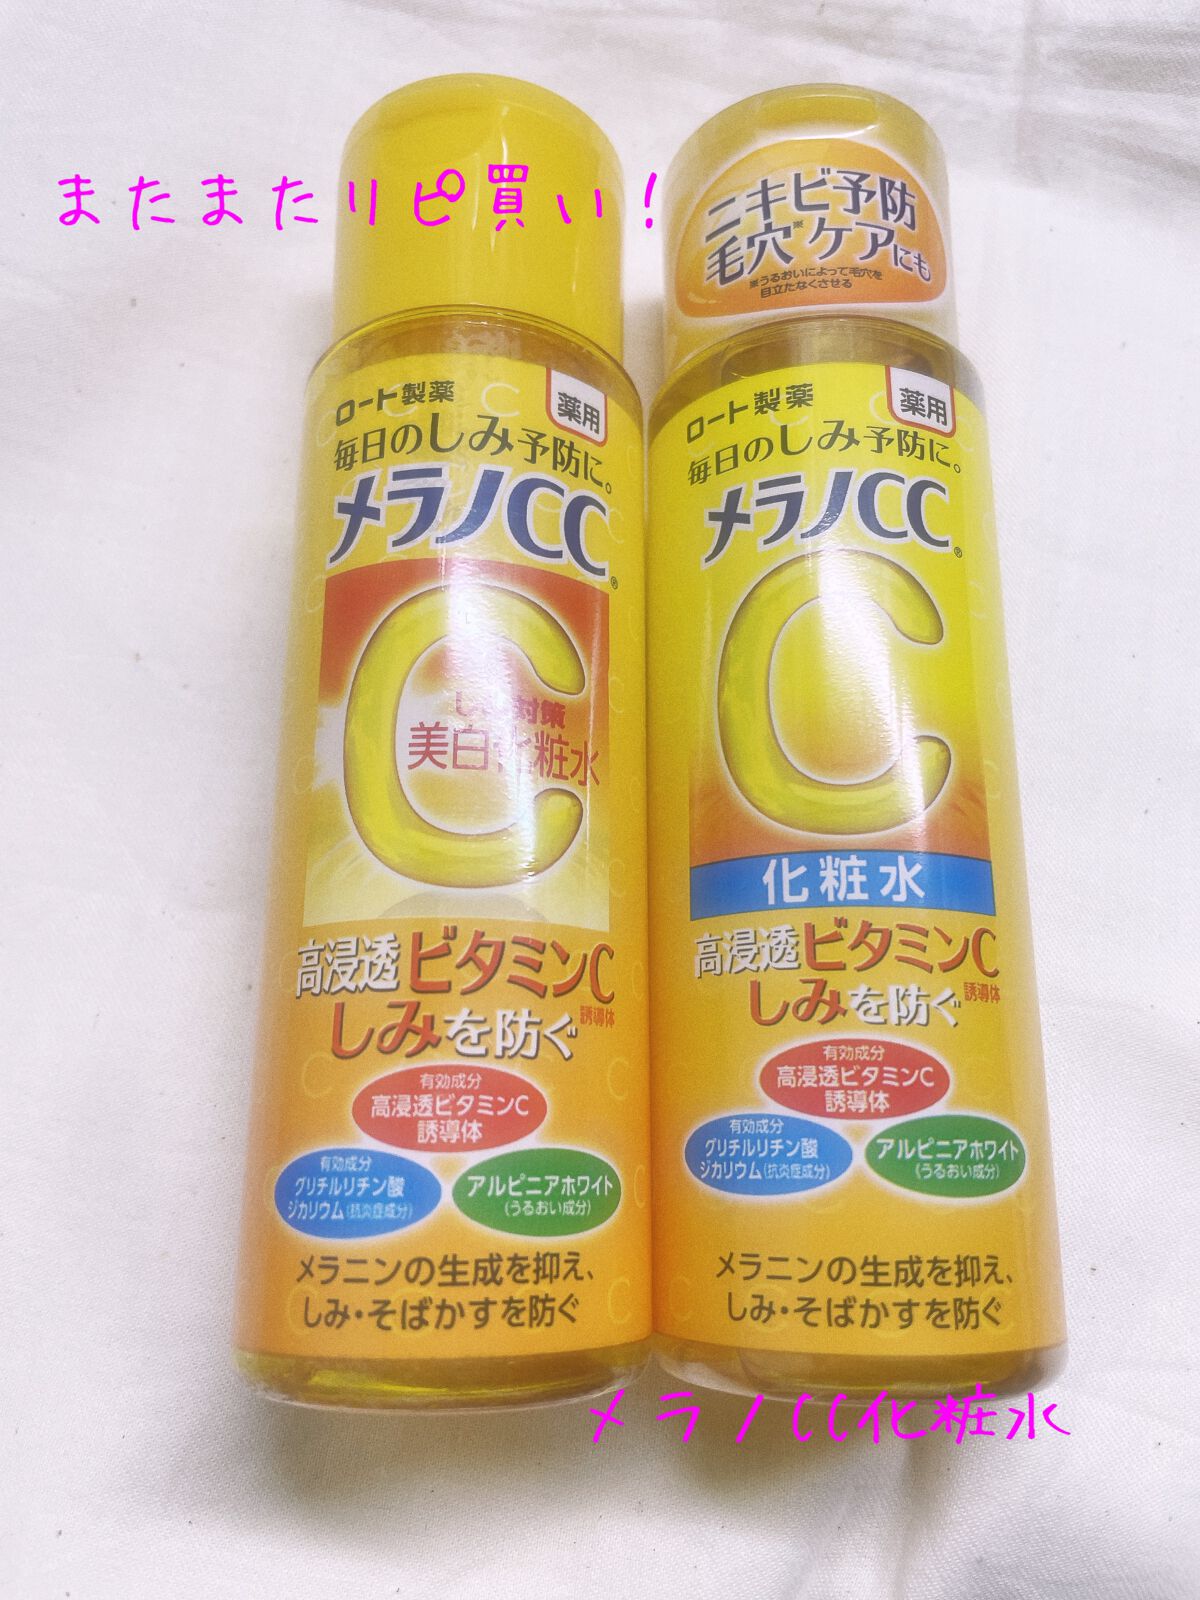 またまたリピ買い!
ニキビ予防
毛穴※ケアにも
※うるおいによって毛穴を
目立たなくさせる
ロート製薬
薬用
毎日のしみ予防に。
メラノCC®
C
対策
美白化粧水
高浸透ビタミンC
誘導体
しみを防ぐ
有効成分
高浸透ビタミンC
誘導体
有効成分
グリチルリチン酸
ジカリウム(抗炎症成分)
アルピニアホワイト
(うるおい成分)
メラニンの生成を抑え、
しみ・そばかすを防ぐ
ロート製薬
薬用
毎日のしみ予防に。
メラノCC®
C
化粧水
高浸透ビタミンC
誘導体
しみを防ぐ
有効成分
高浸透ビタミンC
誘導体
有効成分
グリチルリチン酸
ジカリウム(抗炎症成分)
アルピニアホワイト
(うるおい成分)
メラニンの生成を抑え、
しみ・そばかすを防ぐ
メラノCC化粧水